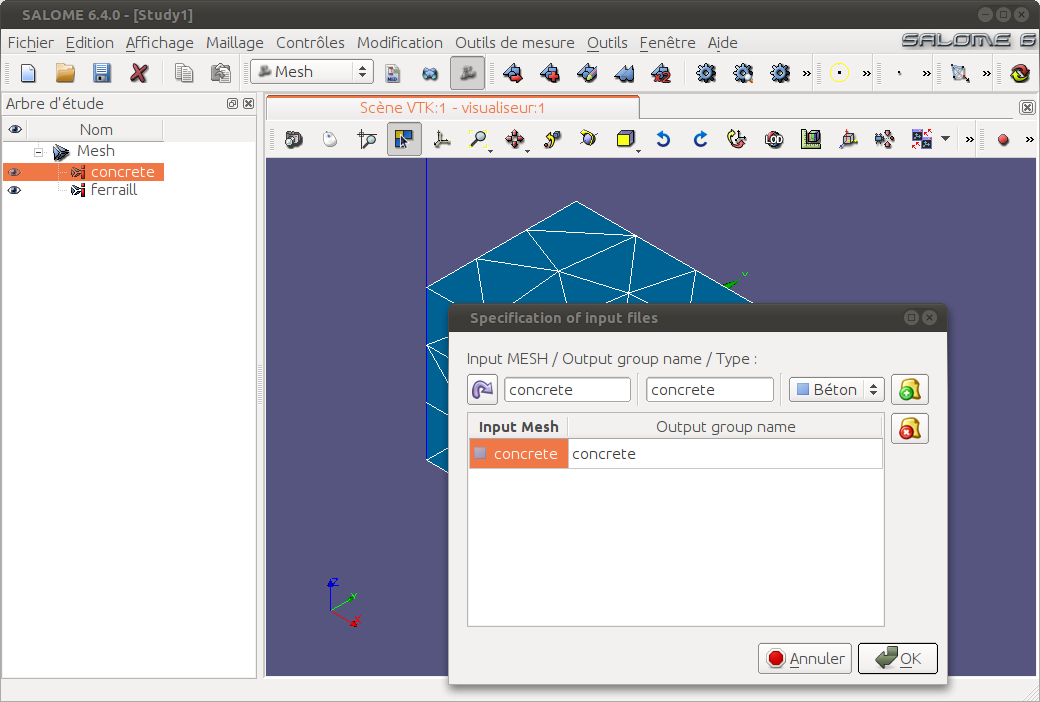 SALOME 6.4.0 - [Study1]
Fichier Edition Affichage Maillage Contrôles Modification Outils de mesure Outils Fenêtre Aide
SALOME 6
Mesh
Arbre d'étude
Scène VTK:1 - visualiseur:1
Nom
Mesh
concrete
ferraill
Y
Specification of input files
Input MESH / Output group name / Type :
concrete concrete Béton
Input Mesh Output group name
concrete concrete
Z
Y
X
Annuler OK